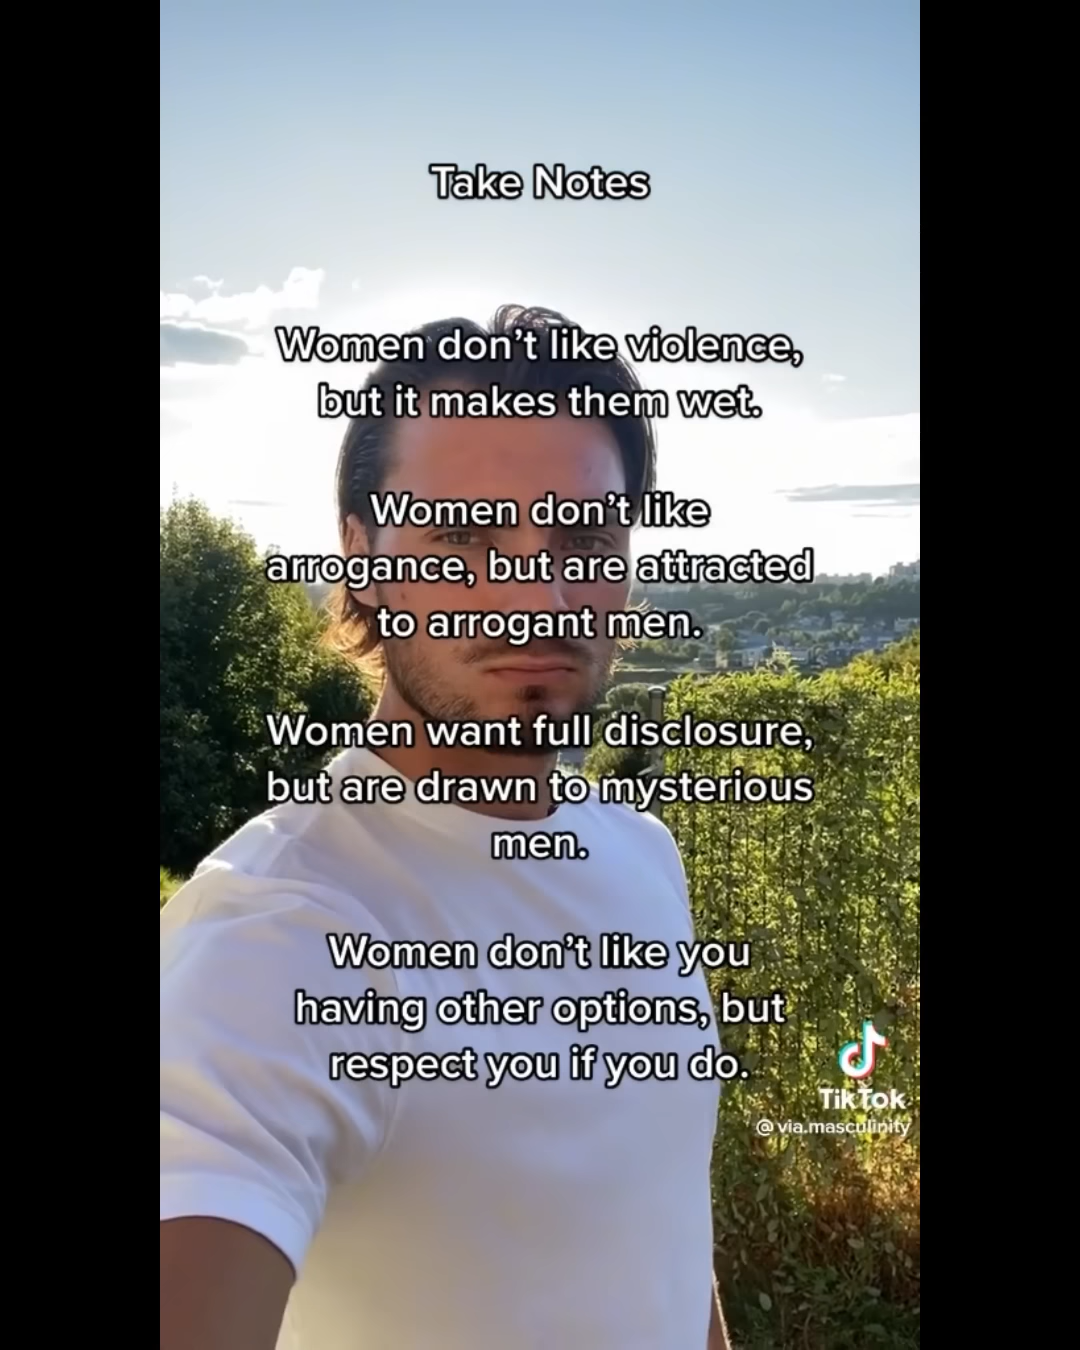 Take Notes
Women don't like violence,
but it makes them wet.
Women don't like
arrogance, but are attracted
to arrogant men.
Women want full disclosure,
but are drawn to mysterious
men.
Women don't like you
having other options, but
respect you if you do.
TikTok
@via.masculinity